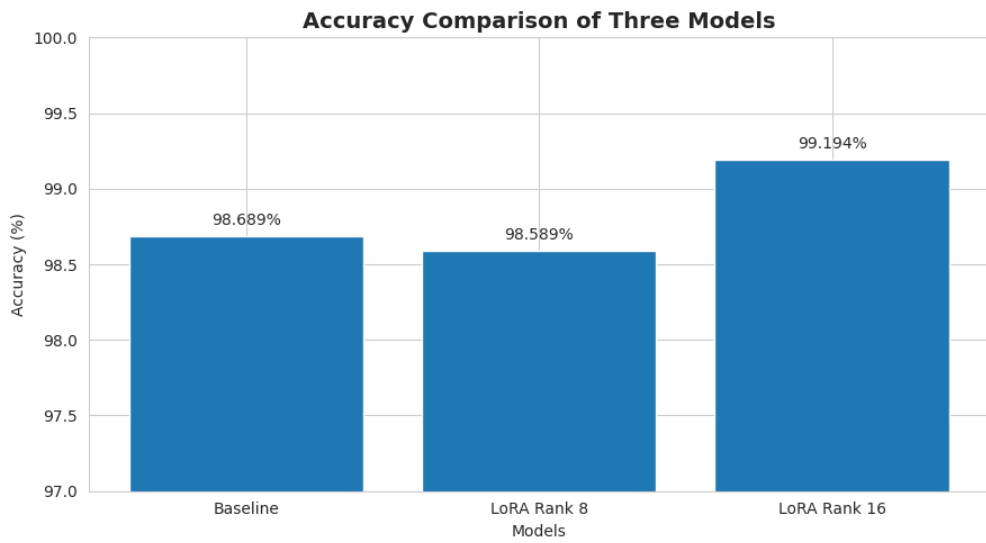 Accuracy Comparison of Three Models
100.0
99.5
99.0
98.5
98.0
97.5
97.0
Accuracy (%)
98.689%
98.589%
99.194%
Baseline
LoRA Rank 8
LoRA Rank 16
Models